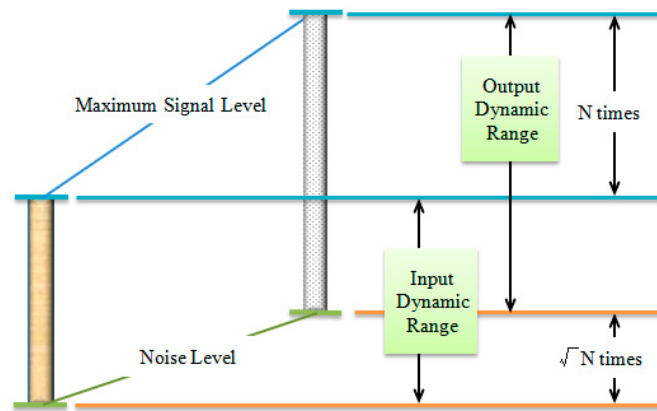 Maximum Signal Level
Output
Dynamic
Range
N times
Input
Dynamic
Range
Noise Level
√N times